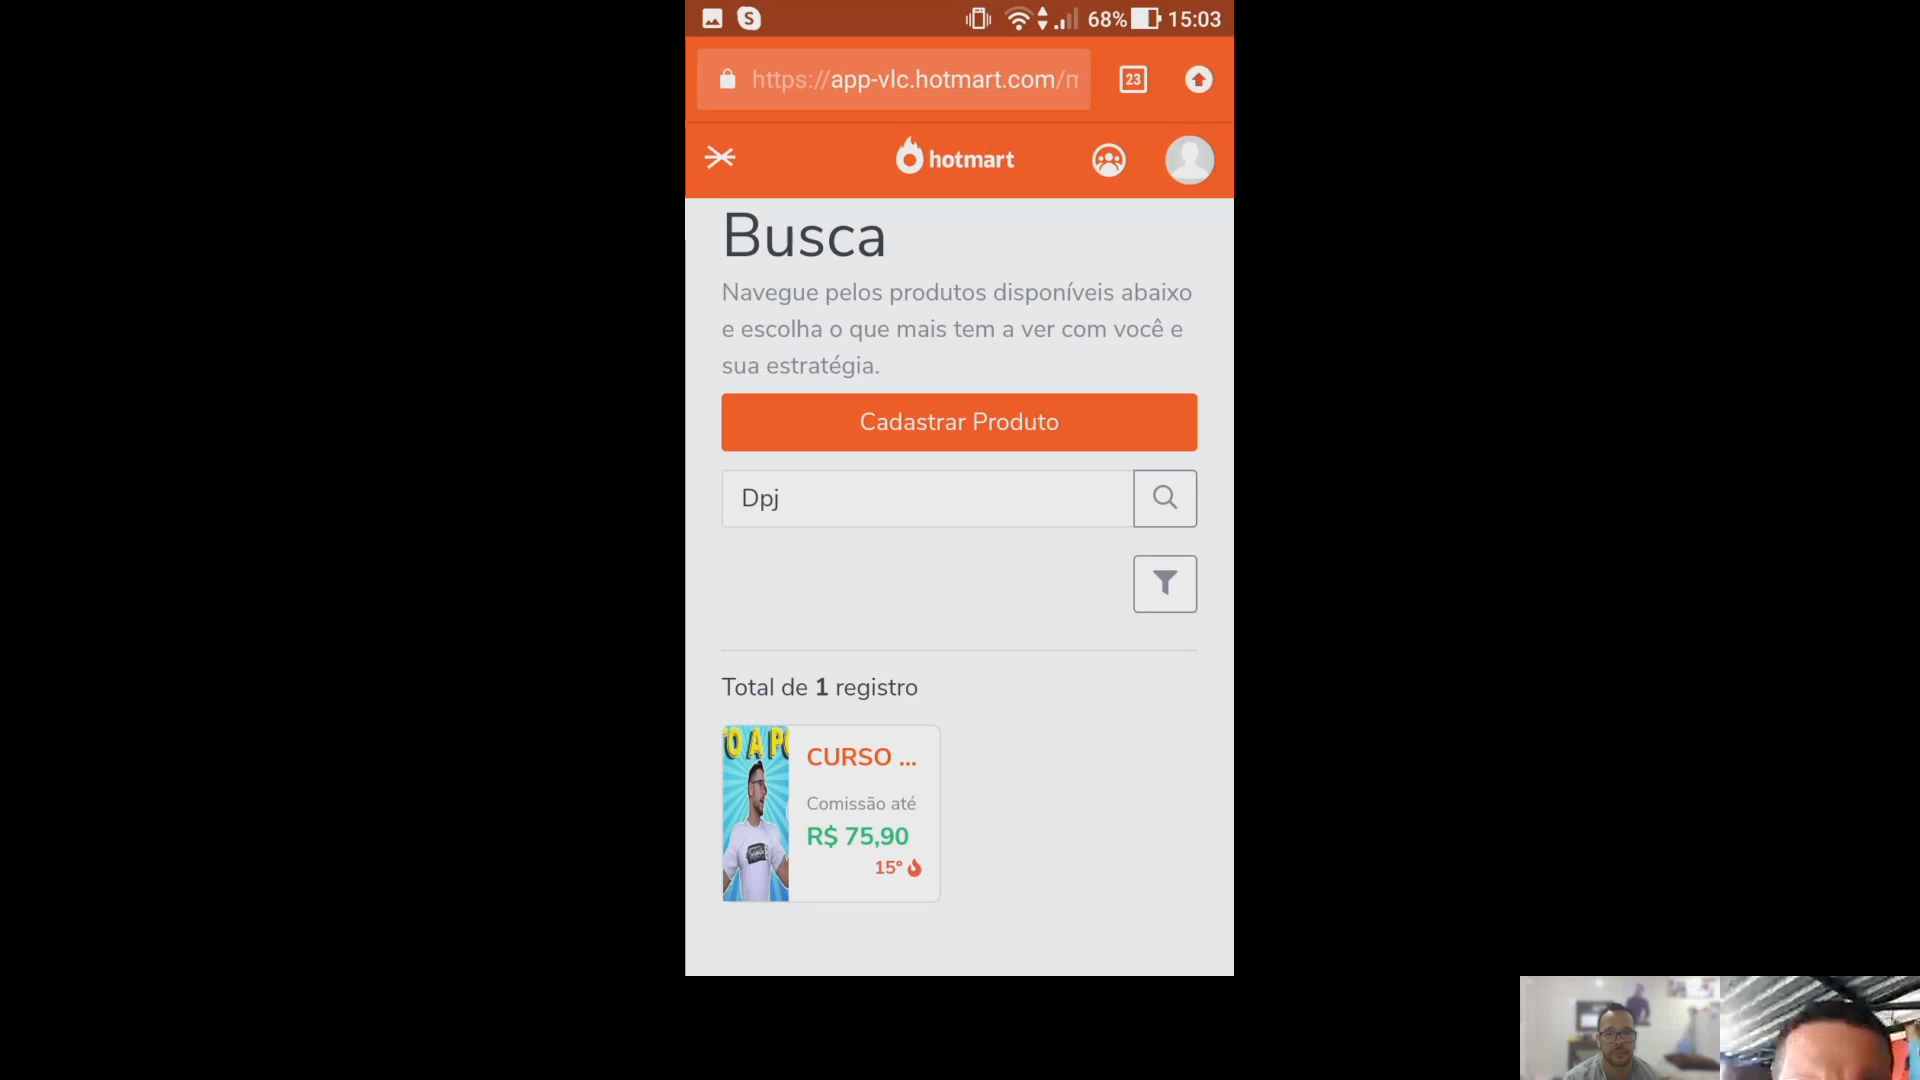 68% 15:03
https://app-vlc.hotmart.com/m
23
hotmart
Busca
Navegue pelos produtos disponíveis abaixo
e escolha o que mais tem a ver com você e
sua estratégia.
Cadastrar Produto
Dpj
Total de 1 registro
TO A PO
CURSO ...
Comissão até
R$ 75,90
15°